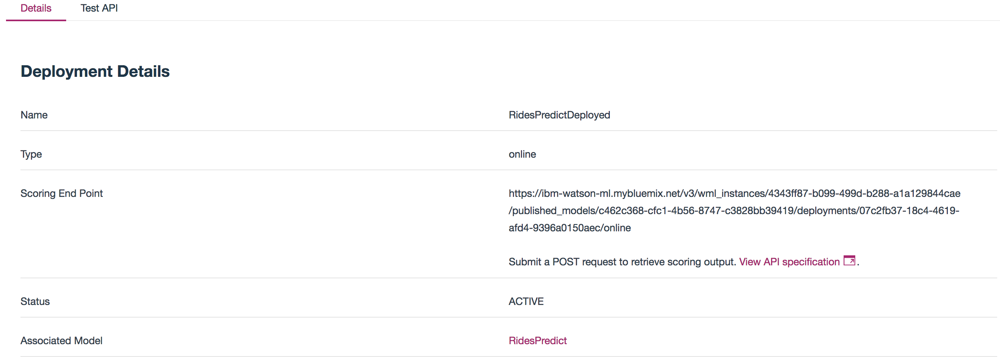 Details Test API
Deployment Details
Name RidesPredictDeployed
Type online
Scoring End Point https://ibm-watson-ml.mybluemix.net/v3/wml_instances/4343ff87-b099-499d-b288-a1a129844cae
/published_models/c462c368-cfc1-4b56-8747-c3828bb39419/deployments/07c2fb37-18c4-4619-
afd4-9396a0150aec/online
Submit a POST request to retrieve scoring output. View API specification .
Status ACTIVE
Associated Model RidesPredict